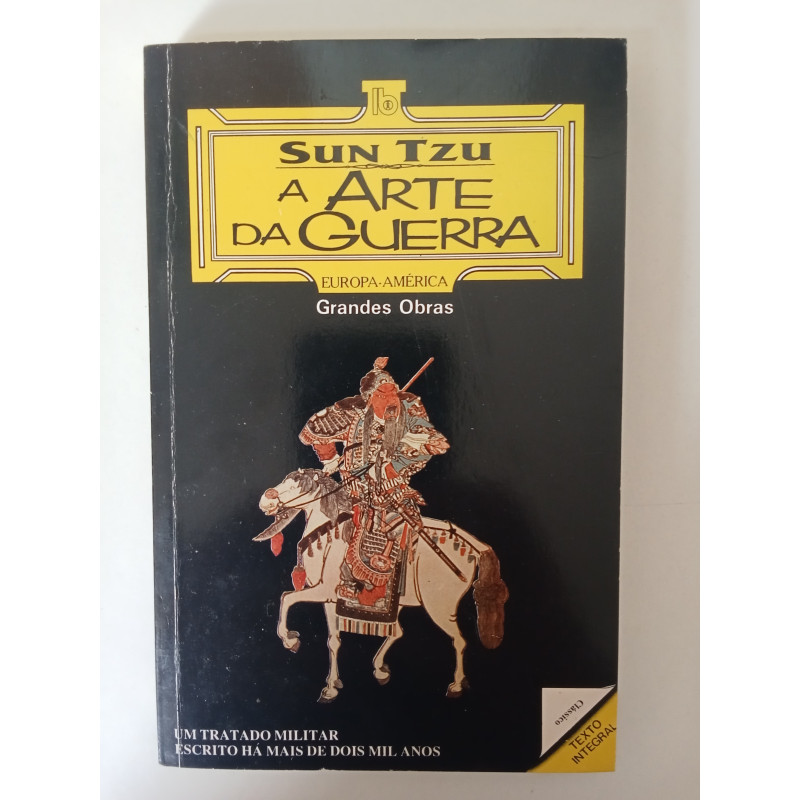 lb
SUN TZU
A ARTE
DA GUERRA
EUROPA-AMÉRICA
Grandes Obras
UM TRATADO MILITAR
ESCRITO HÁ MAIS DE DOIS MIL ANOS
Clássico
TEXTO
INTEGRAL